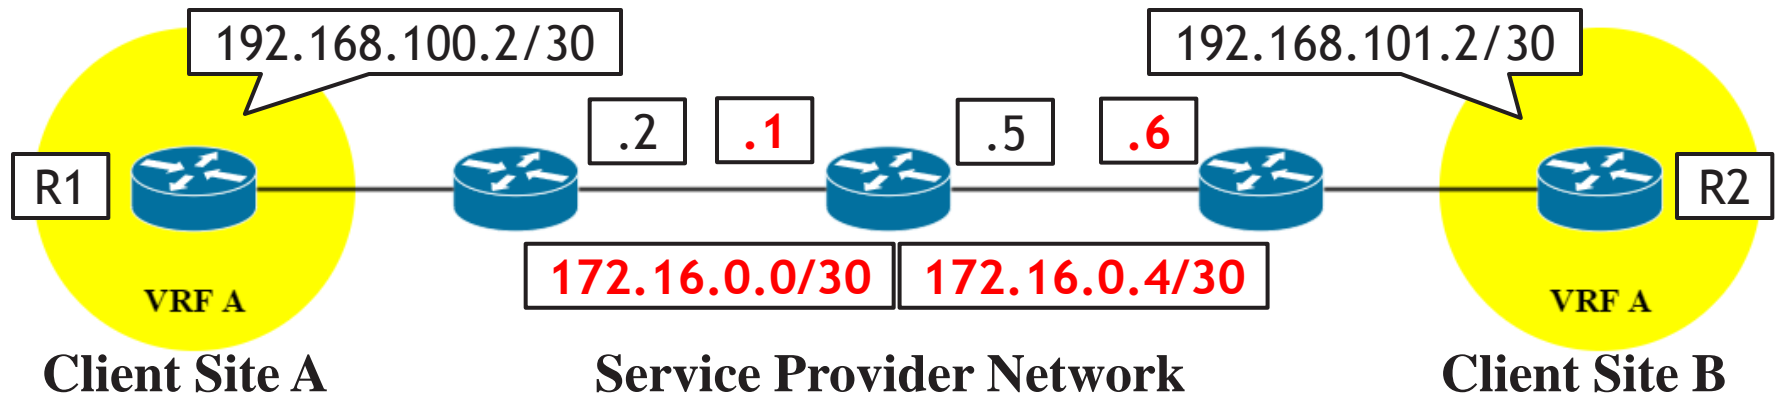 192.168.100.2/30
192.168.101.2/30
.2
.1
.5
.6
R1
R2
172.16.0.0/30
172.16.0.4/30
VRF A
VRF A
Client Site A
Service Provider Network
Client Site B